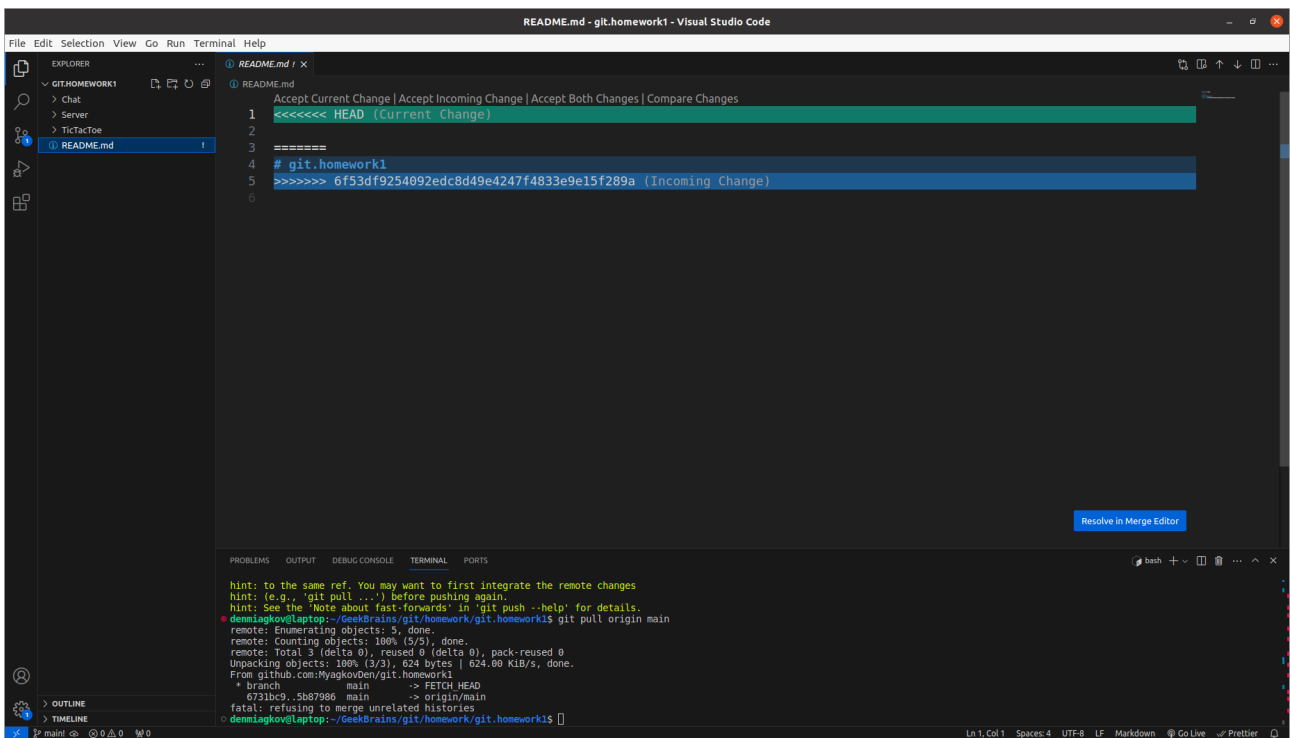 README.md - git.homework1 - Visual Studio Code
File Edit Selection View Go Run Terminal Help
EXPLORER
GIT.HOMEWORK1
Chat
Server
TicTacToe
README.md !
README.md ! ×
README.md
Accept Current Change | Accept Incoming Change | Accept Both Changes | Compare Changes
1 <<<<<<< HEAD (Current Change)
2
3 =======
4 # git.homework1
5 >>>>>>> 6f53df9254092edc8d49e4247f4833e9e15f289a (Incoming Change)
6
Resolve in Merge Editor
PROBLEMS OUTPUT DEBUG CONSOLE TERMINAL PORTS
bash
hint: to the same ref. You may want to first integrate the remote changes
hint: (e.g., 'git pull ...') before pushing again.
hint: See the 'Note about fast-forwards' in 'git push --help' for details.
denmiagkov@laptop:~/GeekBrains/git/homework/git.homework1$ git pull origin main
remote: Enumerating objects: 5, done.
remote: Counting objects: 100% (5/5), done.
remote: Total 3 (delta 0), reused 0 (delta 0), pack-reused 0
Unpacking objects: 100% (3/3), 624 bytes | 624.00 KiB/s, done.
From github.com:MyagkovDen/git.homework1
* branch main -> FETCH_HEAD
6731bc9..5b87986 main -> origin/main
fatal: refusing to merge unrelated histories
denmiagkov@laptop:~/GeekBrains/git/homework/git.homework1$
OUTLINE
TIMELINE
1
1
main! 0 0 0 Ln 1, Col 1 Spaces: 4 UTF-8 LF Markdown Go Live Prettier